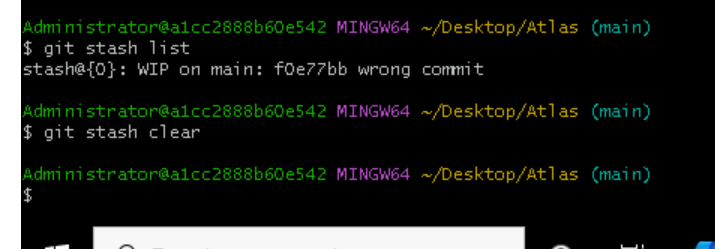 Administrator@a1cc2888b60e542 MINGW64 ~/Desktop/Atlas (main)
$ git stash list
stash@{0}: WIP on main: f0e77bb wrong commit
Administrator@a1cc2888b60e542 MINGW64 ~/Desktop/Atlas (main)
$ git stash clear
Administrator@a1cc2888b60e542 MINGW64 ~/Desktop/Atlas (main)
$